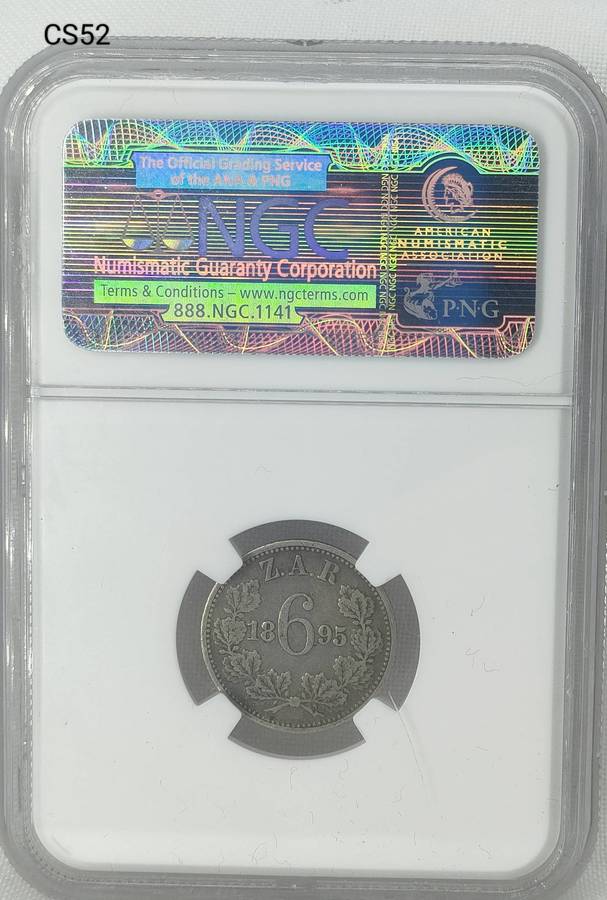 CS52
The Official Grading Service
of the ANA & PNG
NGC
Numismatic Guaranty Corporation
Terms & Conditions – www.ngcterms.com
888.NGC.1141
AMERICAN
NUMISMATIC
ASSOCIATION
P·N·G
Z.A.R
18 6 95